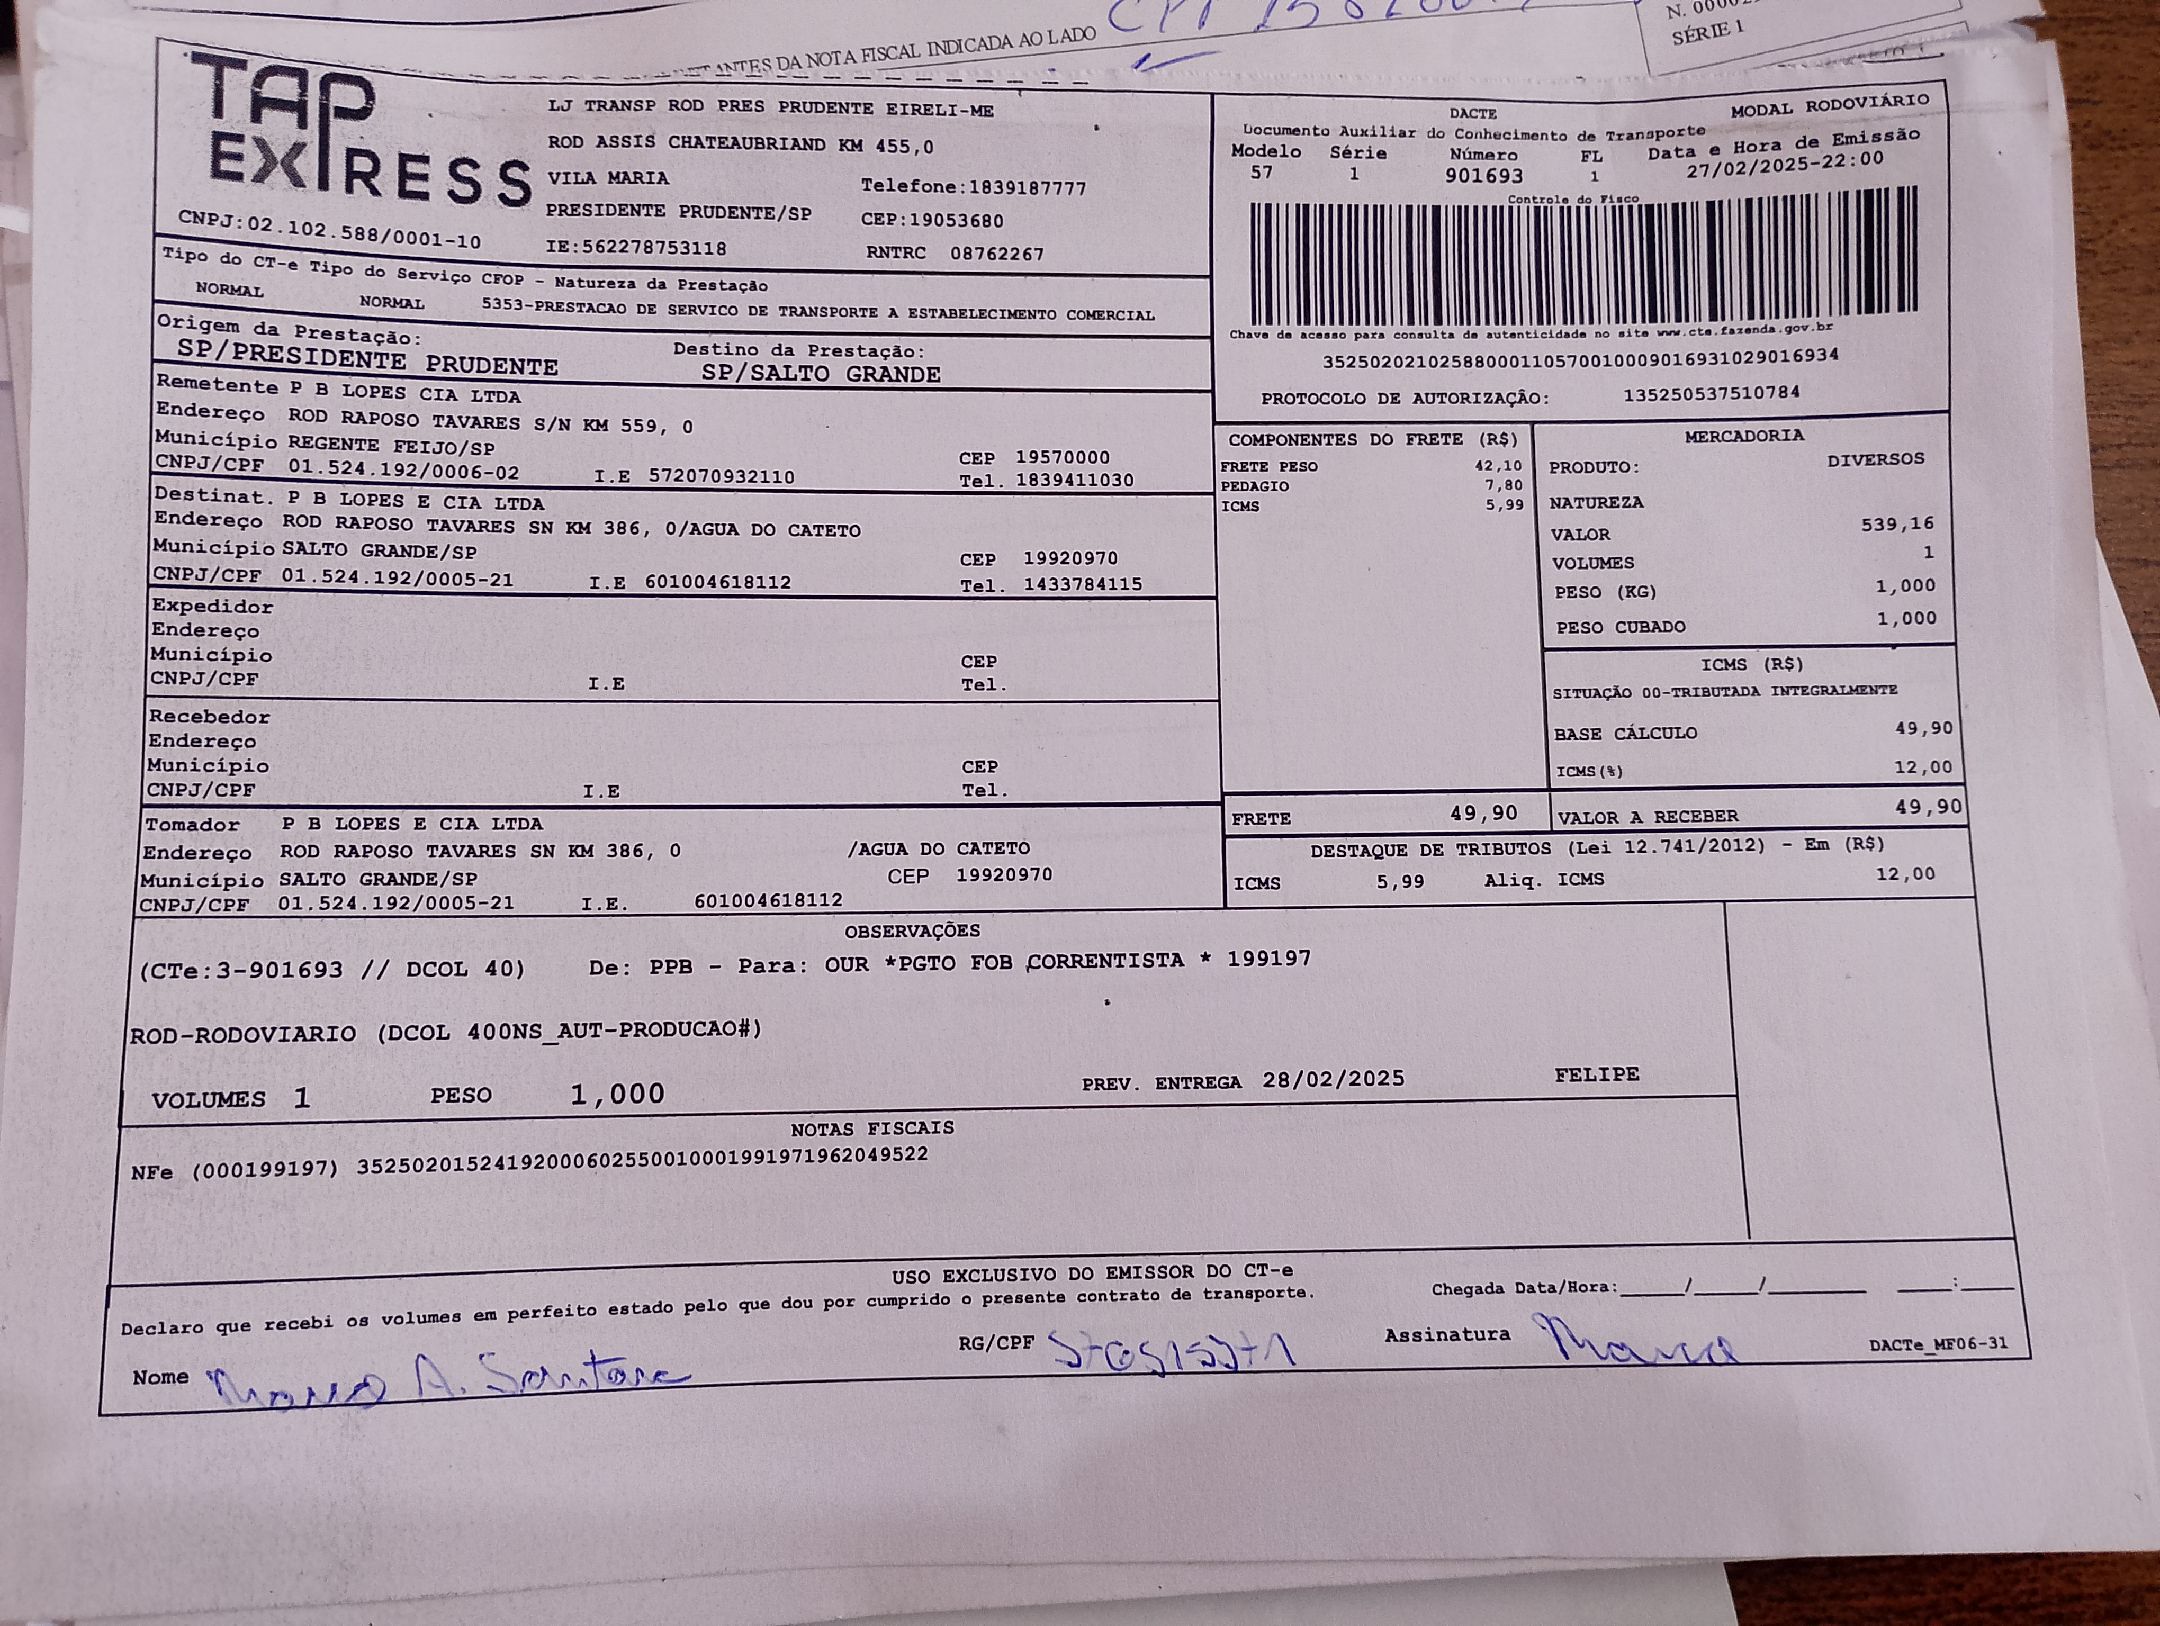 ANTES DA NOTA FISCAL INDICADA AO LADO
SÉRIE 1
TAP
EXPRESS
CNPJ:02.102.588/0001-10
LJ TRANSP ROD PRES PRUDENTE EIRELI-ME
ROD ASSIS CHATEAUBRIAND KM 455,0
VILA MARIA Telefone:1839187777
PRESIDENTE PRUDENTE/SP CEP:19053680
IE:562278753118 RNTRC 08762267
DACTE MODAL RODOVIÁRIO
Documento Auxiliar do Conhecimento de Transporte
Modelo Série Número FL Data e Hora de Emissão
57 1 901693 1 27/02/2025-22:00
Controle do Fisco
Chave de acesso para consulta de autenticidade no site www.cte.fazenda.gov.br
35250202102588000110570010009016931029016934
PROTOCOLO DE AUTORIZAÇÃO: 135250537510784
Tipo do CT-e Tipo do Serviço CFOP - Natureza da Prestação
NORMAL NORMAL 5353-PRESTACAO DE SERVICO DE TRANSPORTE A ESTABELECIMENTO COMERCIAL
Origem da Prestação: Destino da Prestação:
SP/PRESIDENTE PRUDENTE SP/SALTO GRANDE
Remetente P B LOPES CIA LTDA
Endereço ROD RAPOSO TAVARES S/N KM 559, 0
Município REGENTE FEIJO/SP CEP 19570000
CNPJ/CPF 01.524.192/0006-02 I.E 572070932110 Tel. 1839411030
Destinat. P B LOPES E CIA LTDA
Endereço ROD RAPOSO TAVARES SN KM 386, 0/AGUA DO CATETO
Município SALTO GRANDE/SP CEP 19920970
CNPJ/CPF 01.524.192/0005-21 I.E 601004618112 Tel. 1433784115
Expedidor
Endereço
Município CEP
CNPJ/CPF I.E Tel.
Recebedor
Endereço
Município CEP
CNPJ/CPF I.E Tel.
Tomador P B LOPES E CIA LTDA
Endereço ROD RAPOSO TAVARES SN KM 386, 0 /AGUA DO CATETO
Município SALTO GRANDE/SP CEP 19920970
CNPJ/CPF 01.524.192/0005-21 I.E. 601004618112
COMPONENTES DO FRETE (R$)
FRETE PESO 42,10
PEDAGIO 7,80
ICMS 5,99
MERCADORIA
PRODUTO: DIVERSOS
NATUREZA
VALOR 539,16
VOLUMES 1
PESO (KG) 1,000
PESO CUBADO 1,000
ICMS (R$)
SITUAÇÃO 00-TRIBUTADA INTEGRALMENTE
BASE CÁLCULO 49,90
ICMS(%) 12,00
FRETE 49,90 VALOR A RECEBER 49,90
DESTAQUE DE TRIBUTOS (Lei 12.741/2012) - Em (R$)
ICMS 5,99 Aliq. ICMS 12,00
OBSERVAÇÕES
(CTe:3-901693 // DCOL 40) De: PPB - Para: OUR *PGTO FOB CORRENTISTA * 199197
ROD-RODOVIARIO (DCOL 400NS_AUT-PRODUCAO#)
VOLUMES 1 PESO 1,000 PREV. ENTREGA 28/02/2025 FELIPE
NOTAS FISCAIS
NFe (000199197) 35250201524192000602550010001991971962049522
USO EXCLUSIVO DO EMISSOR DO CT-e
Declaro que recebi os volumes em perfeito estado pelo que dou por cumprido o presente contrato de transporte. Chegada Data/Hora:_____/_____/________ ____:____
Nome A. RG/CPF Assinatura DACTe_MF06-31